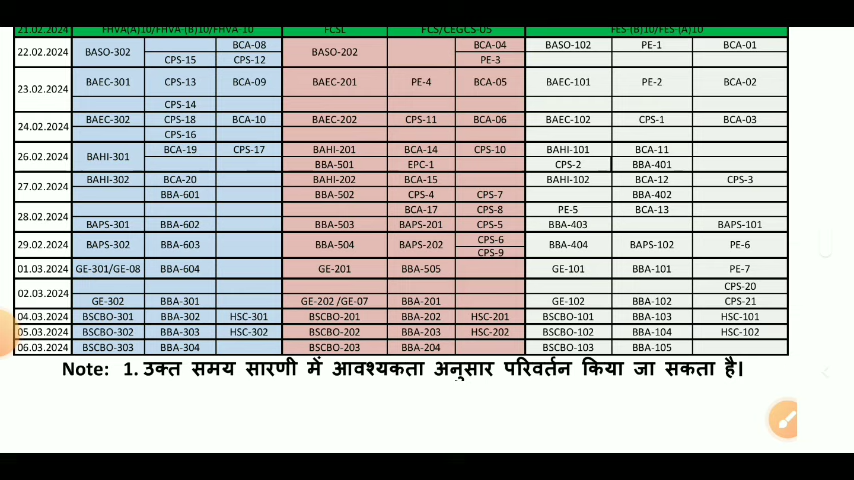 21.02.2024 FHVA(A)10/FHVA (B)10/FHVA 10 FCSL FCS/CEGCS-05 FES (B)10/FES (A)10
BCA-08 BCA-04 BASO-102 PE-1 BCA-01
22.02.2024 BASO-302 BASO-202
CPS-15 CPS-12 PE-3
23.02.2024 BAEC-301 CPS-13 BCA-09 BAEC-201 PE-4 BCA-05 BAEC-101 PE-2 BCA-02
CPS-14
24.02.2024 BAEC-302 CPS-18 BCA-10 BAEC-202 CPS-11 BCA-06 BAEC-102 CPS-1 BCA-03
CPS-16
26.02.2024 BAHI-301 BCA-19 CPS-17 BAHI-201 BCA-14 CPS-10 BAHI-101 BCA-11
BBA-501 EPC-1 CPS-2 BBA-401
27.02.2024 BAHI-302 BCA-20 BAHI-202 BCA-15 BAHI-102 BCA-12 CPS-3
BBA-601 BBA-502 CPS-4 CPS-7 BBA-402
28.02.2024 BCA-17 CPS-8 PE-5 BCA-13
BAPS-301 BBA-602 BBA-503 BAPS-201 CPS-5 BBA-403 BAPS-101
29.02.2024 BAPS-302 BBA-603 BBA-504 BAPS-202 CPS-6 BBA-404 BAPS-102 PE-6
CPS-9
01.03.2024 GE-301/GE-08 BBA-604 GE-201 BBA-505 GE-101 BBA-101 PE-7
02.03.2024 CPS-20
GE-302 BBA-301 GE-202 /GE-07 BBA-201 GE-102 BBA-102 CPS-21
04.03.2024 BSCBO-301 BBA-302 HSC-301 BSCBO-201 BBA-202 HSC-201 BSCBO-101 BBA-103 HSC-101
05.03.2024 BSCBO-302 BBA-303 HSC-302 BSCBO-202 BBA-203 HSC-202 BSCBO-102 BBA-104 HSC-102
06.03.2024 BSCBO-303 BBA-304 BSCBO-203 BBA-204 BSCBO-103 BBA-105
Note: 1. उक्त समय सारणी में आवश्यकता अनुसार परिवर्तन किया जा सकता है।